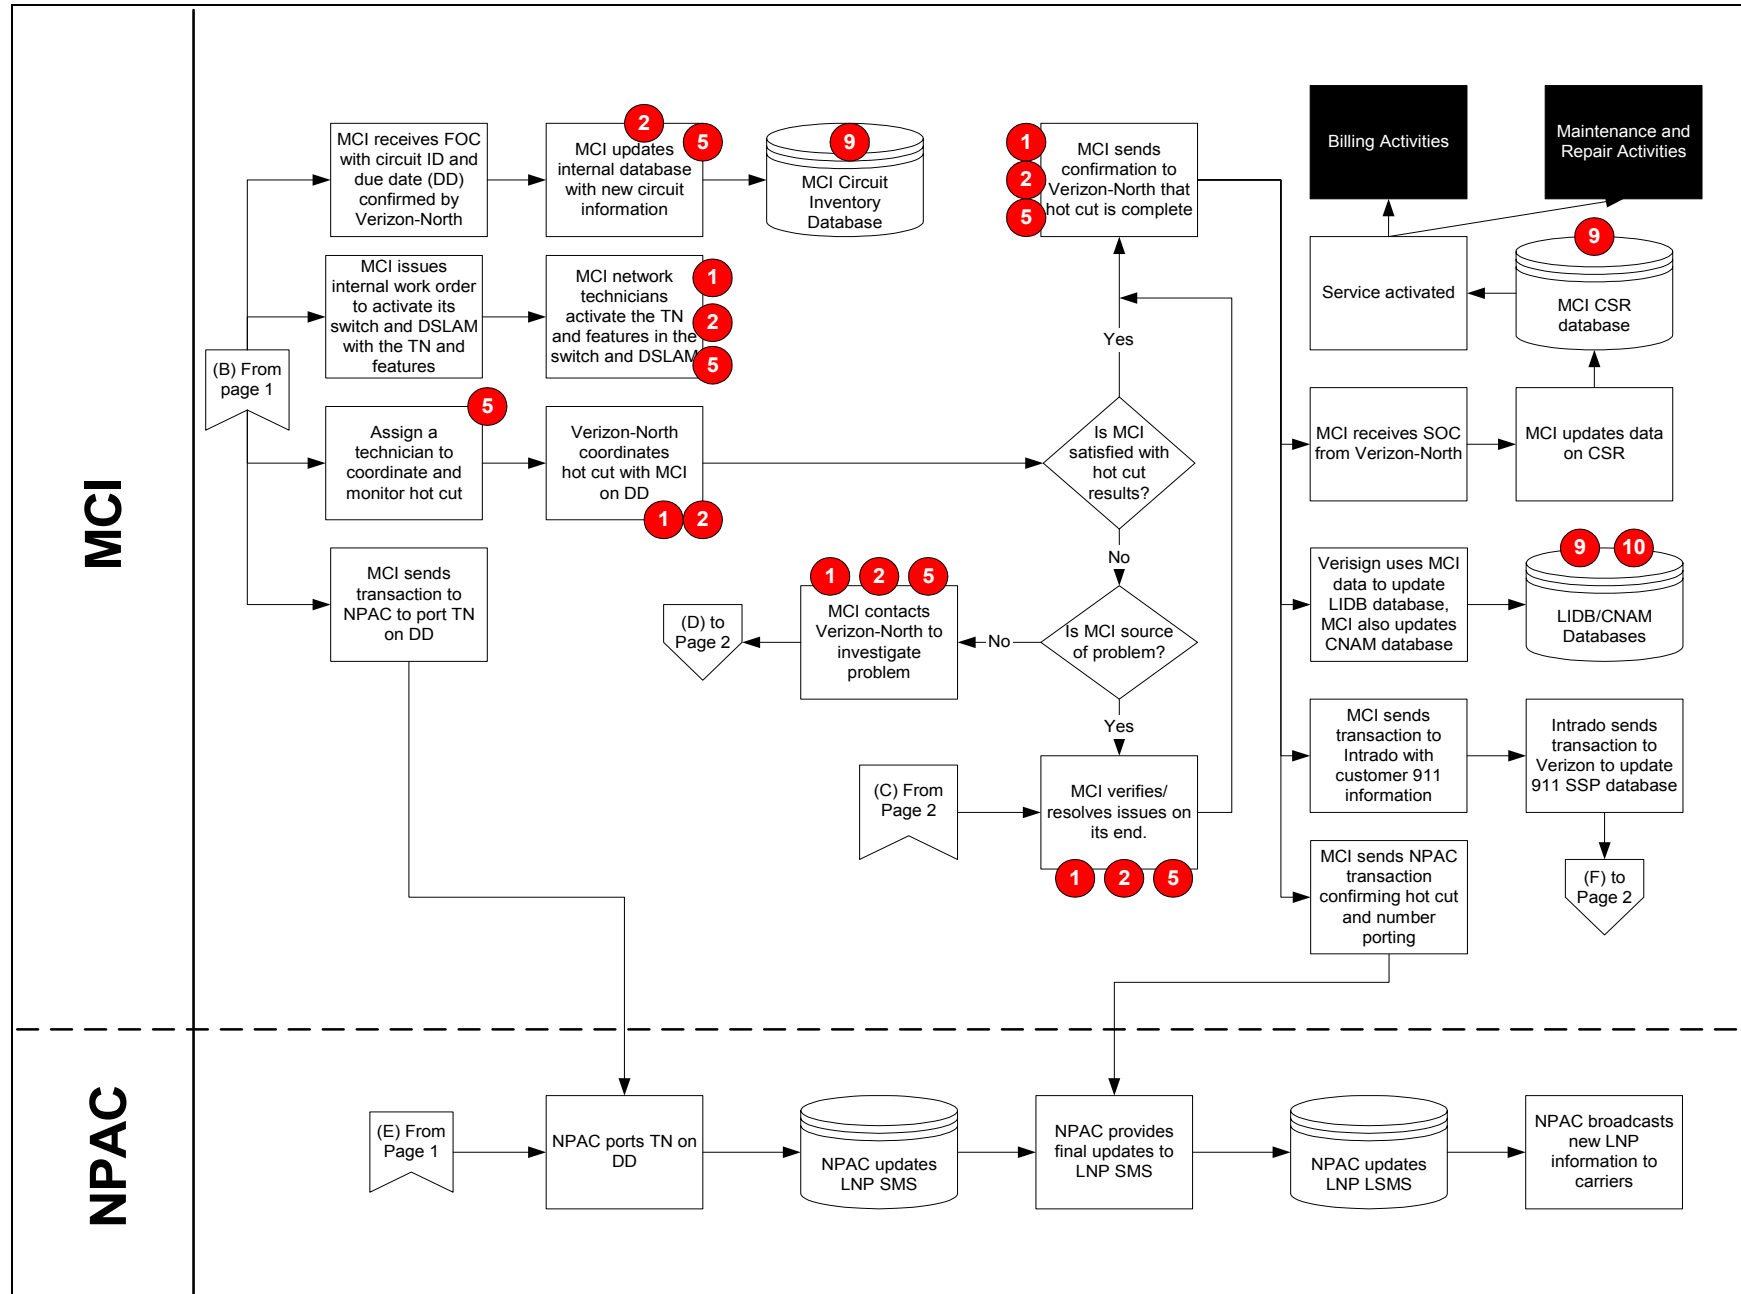 MCI
2
5
MCI receives FOC
with circuit ID and
due date (DD)
confirmed by
Verizon-North
MCI updates
internal database
with new circuit
information
9
MCI Circuit
Inventory
Database
1
2
5
MCI sends
confirmation to
Verizon-North that
hot cut is complete
Billing Activities
Maintenance and
Repair Activities
MCI issues
internal work order
to activate its
switch and DSLAM
with the TN and
features
MCI network
technicians
activate the TN
and features in the
switch and DSLAM
1
2
5
Yes
Service activated
9
MCI CSR
database
(B) From
page 1
5
Assign a
technician to
coordinate and
monitor hot cut
Verizon-North
coordinates
hot cut with MCI
on DD
1
2
Is MCI
satisfied with
hot cut
results?
MCI receives SOC
from Verizon-North
MCI updates data
on CSR
No
MCI sends
transaction to
NPAC to port TN
on DD
(D) to
Page 2
1
2
5
MCI contacts
Verizon-North to
investigate
problem
No
Is MCI source
of problem?
Verisign uses MCI
data to update
LIDB database,
MCI also updates
CNAM database
9
10
LIDB/CNAM
Databases
Yes
(C) From
Page 2
MCI verifies/
resolves issues on
its end.
1
2
5
MCI sends
transaction to
Intrado with
customer 911
information
Intrado sends
transaction to
Verizon to update
911 SSP database
MCI sends NPAC
transaction
confirming hot cut
and number
porting
(F) to
Page 2
NPAC
(E) From
Page 1
NPAC ports TN on
DD
NPAC updates
LNP SMS
NPAC provides
final updates to
LNP SMS
NPAC updates
LNP LSMS
NPAC broadcasts
new LNP
information to
carriers